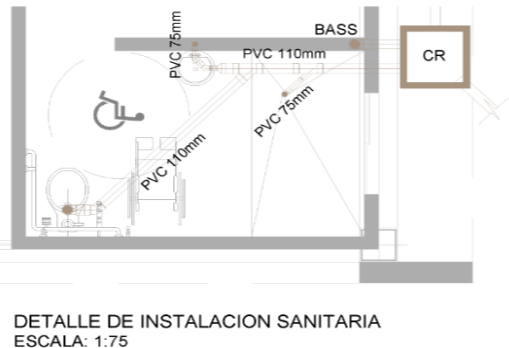 BASS
PVC 75mm
PVC 110mm
CR
PVC 75mm
PVC 110mm
DETALLE DE INSTALACION SANITARIA
ESCALA: 1:75